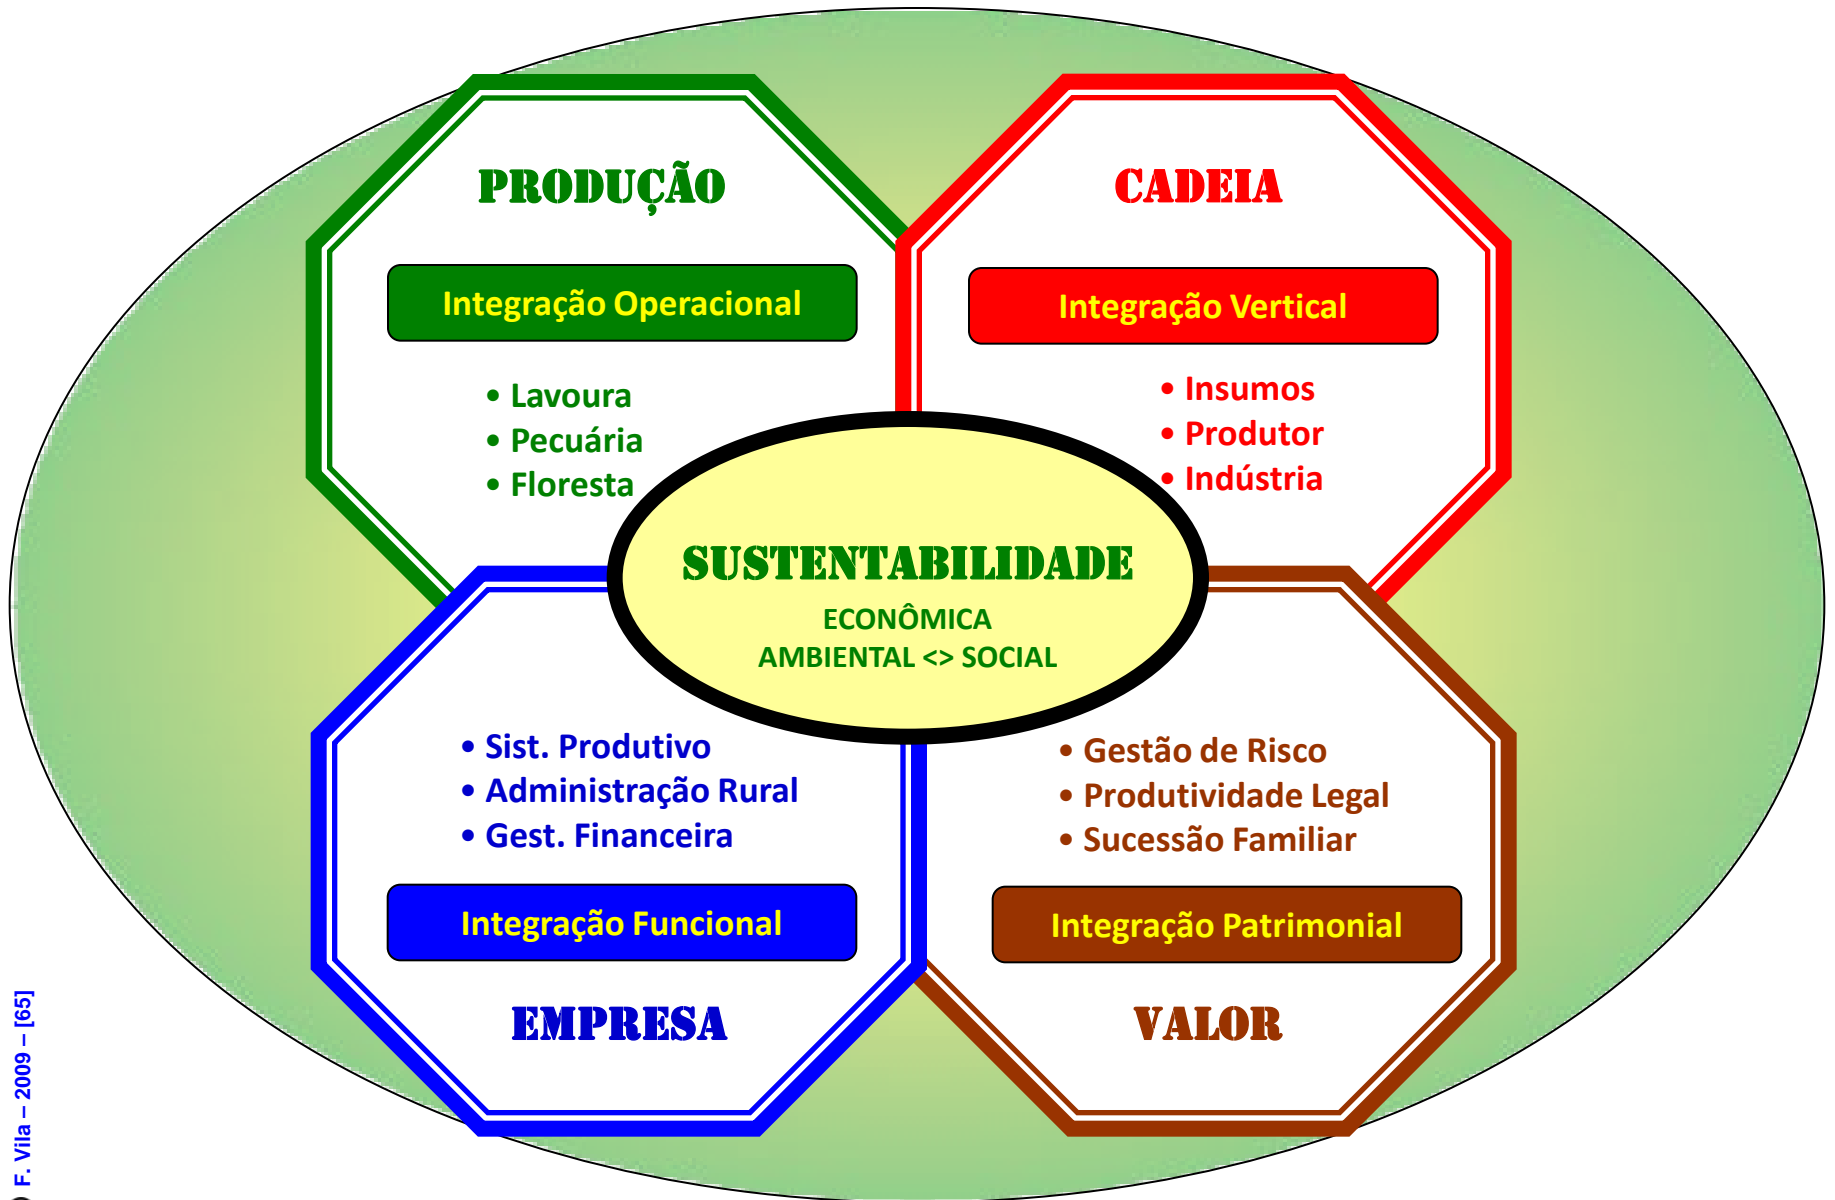 PRODUÇÃO
Integração Operacional
• Lavoura
• Pecuária
• Floresta
CADEIA
Integração Vertical
• Insumos
• Produtor
• Indústria
SUSTENTABILIDADE
ECONÔMICA
AMBIENTAL <> SOCIAL
• Sist. Produtivo
• Administração Rural
• Gest. Financeira
Integração Funcional
EMPRESA
• Gestão de Risco
• Produtividade Legal
• Sucessão Familiar
Integração Patrimonial
VALOR
F. Vila – 2009 – [65]